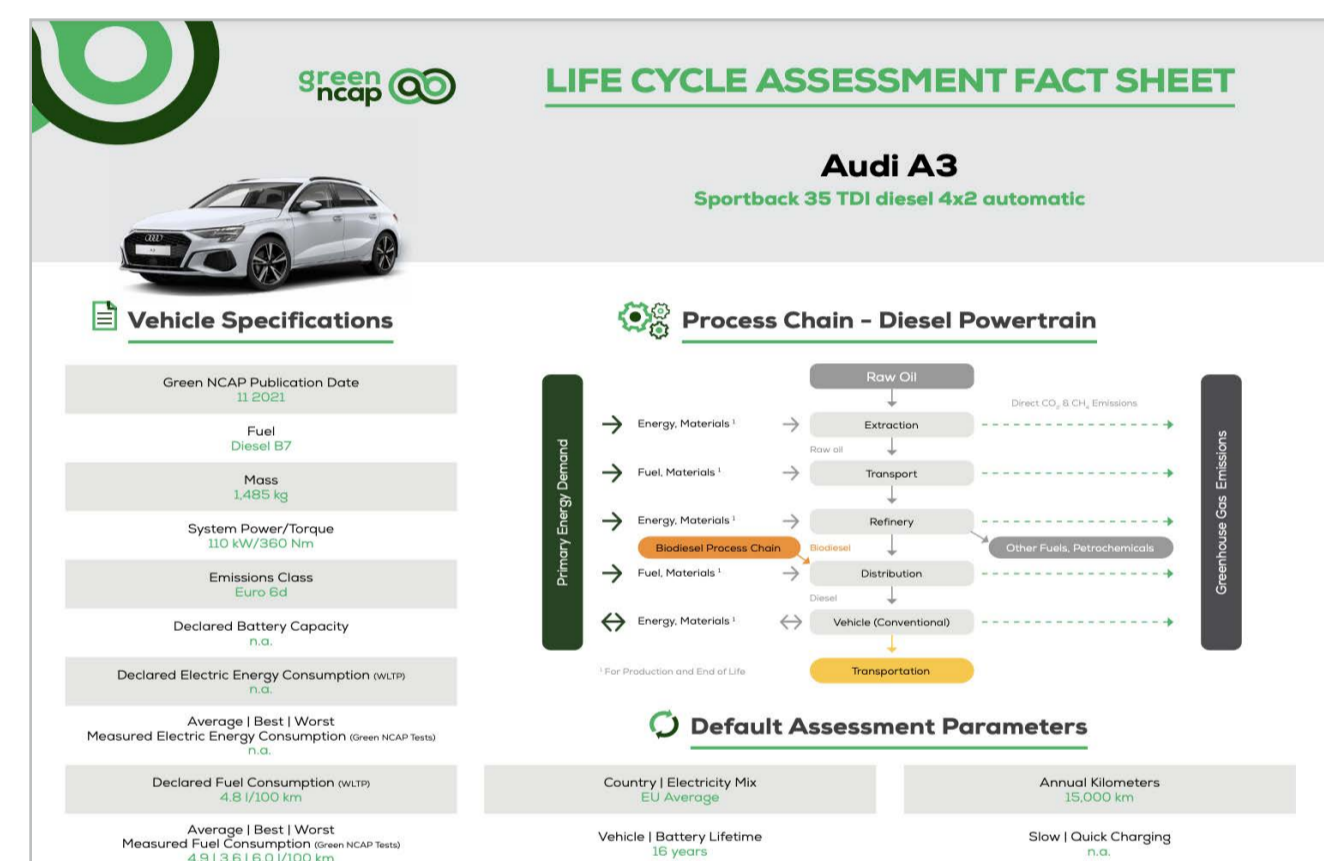 green
ncap
LIFE CYCLE ASSESSMENT FACT SHEET
Audi A3
Sportback 35 TDI diesel 4x2 automatic
Vehicle Specifications
Green NCAP Publication Date
11 2021
Fuel
Diesel B7
Mass
1,485 kg
System Power/Torque
110 kW/360 Nm
Emissions Class
Euro 6d
Declared Battery Capacity
n.a.
Declared Electric Energy Consumption (WLTP)
n.a.
Average | Best | Worst
Measured Electric Energy Consumption (Green NCAP Tests)
n.a.
Declared Fuel Consumption (WLTP)
4.8 l/100 km
Average | Best | Worst
Measured Fuel Consumption (Green NCAP Tests)
4.9 | 3.6 | 6.0 l/100 km
Process Chain – Diesel Powertrain
Primary Energy Demand
Raw Oil
Direct CO₂ & CH₄ Emissions
Energy, Materials ¹
Extraction
Raw oil
Fuel, Materials ¹
Transport
Energy, Materials ¹
Refinery
Biodiesel Process Chain
Biodiesel
Other Fuels, Petrochemicals
Fuel, Materials ¹
Distribution
Diesel
Energy, Materials ¹
Vehicle (Conventional)
¹ For Production and End of Life
Transportation
Greenhouse Gas Emissions
Default Assessment Parameters
Country | Electricity Mix
EU Average
Annual Kilometers
15,000 km
Vehicle | Battery Lifetime
16 years
Slow | Quick Charging
n.a.